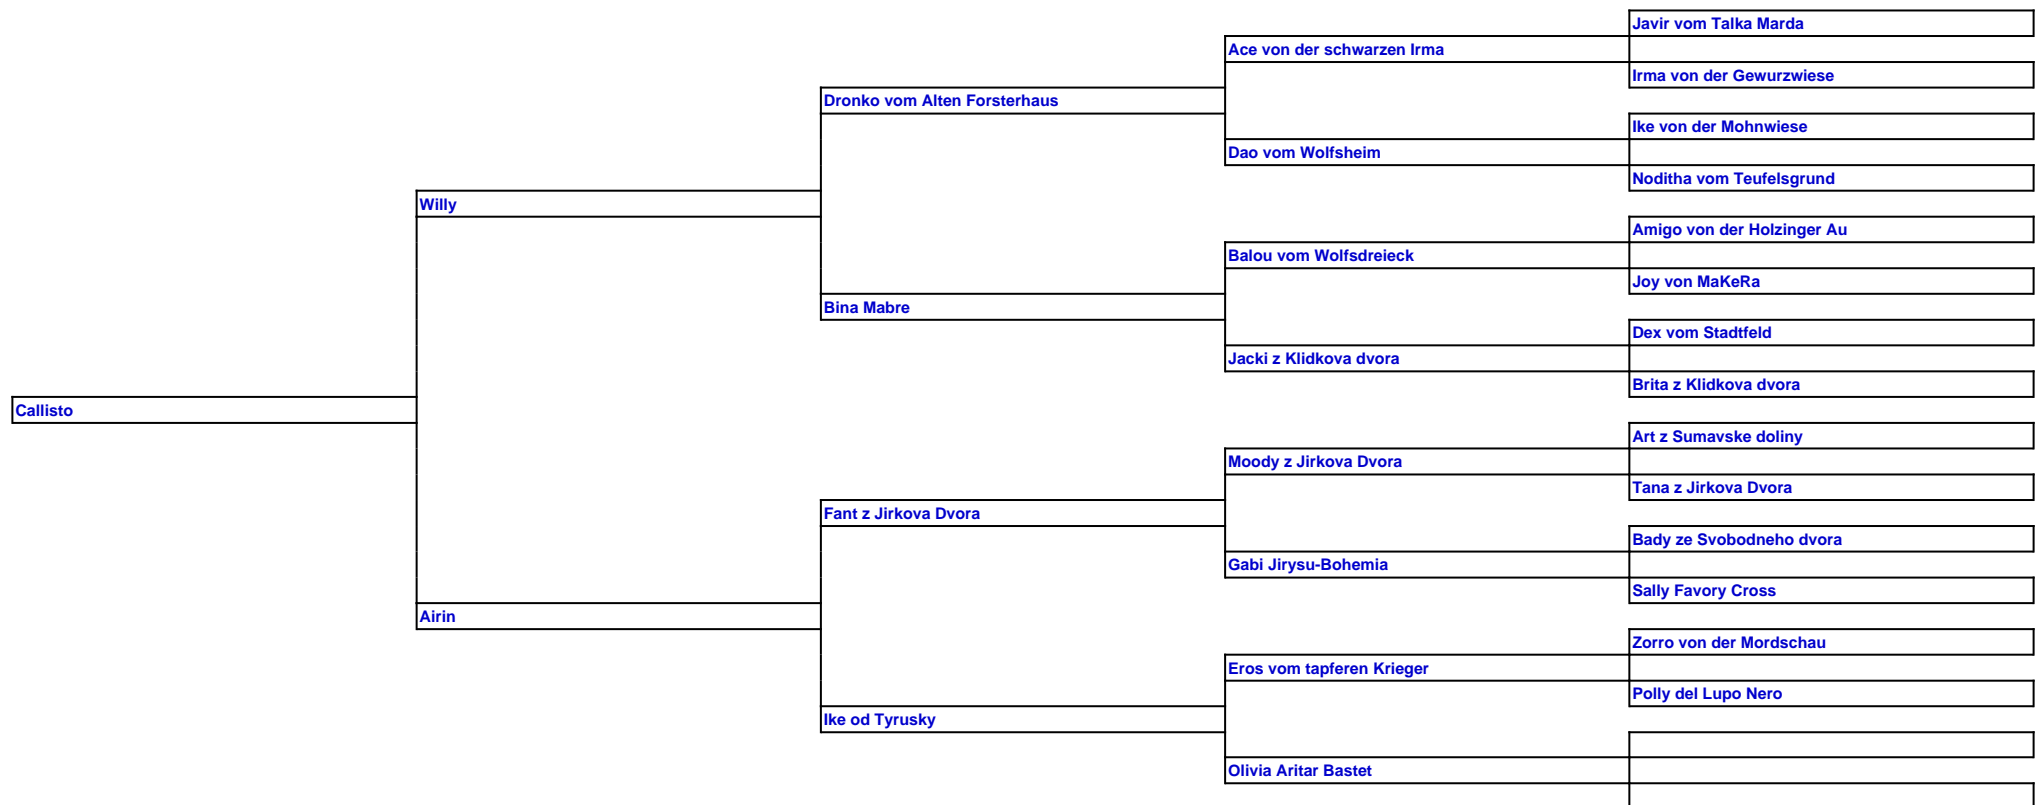 Javir vom Talka Marda
Ace von der schwarzen Irma
Irma von der Gewurzwiese
Dronko vom Alten Forsterhaus
Ike von der Mohnwiese
Dao vom Wolfsheim
Noditha vom Teufelsgrund
Willy
Amigo von der Holzinger Au
Balou vom Wolfsdreieck
Joy von MaKeRa
Bina Mabre
Dex vom Stadtfeld
Jacki z Klidkova dvora
Brita z Klidkova dvora
Callisto
Art z Sumavske doliny
Moody z Jirkova Dvora
Tana z Jirkova Dvora
Fant z Jirkova Dvora
Bady ze Svobodneho dvora
Gabi Jirysu-Bohemia
Sally Favory Cross
Airin
Zorro von der Mordschau
Eros vom tapferen Krieger
Polly del Lupo Nero
Ike od Tyrusky
Olivia Aritar Bastet